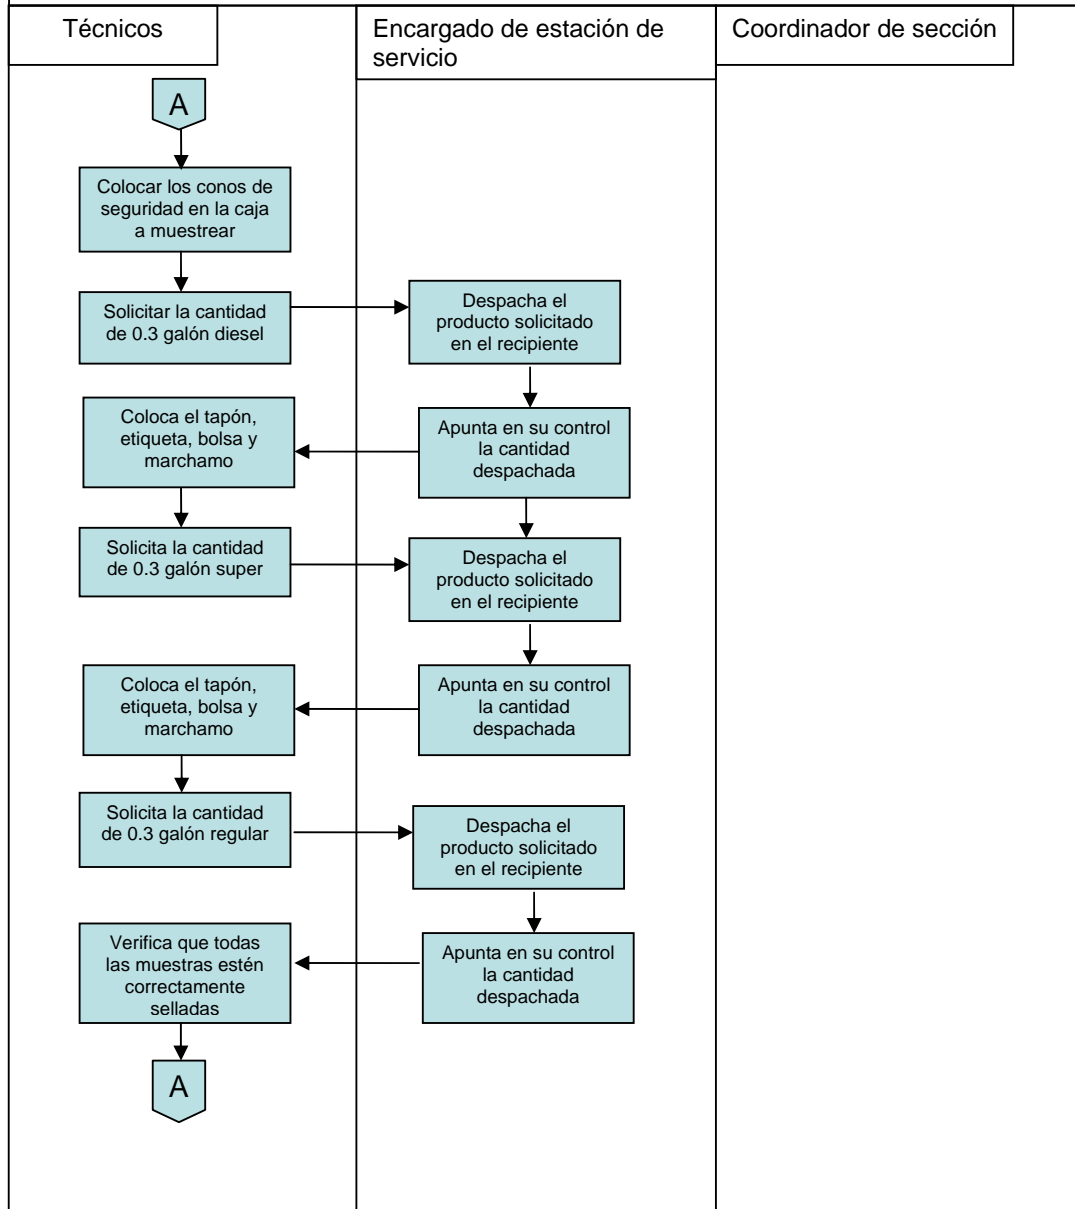 Técnicos
Encargado de estación de
servicio
Coordinador de sección
A
Colocar los conos de
seguridad en la caja
a muestrear
Solicitar la cantidad
de 0.3 galón diesel
Despacha el
producto solicitado
en el recipiente
Coloca el tapón,
etiqueta, bolsa y
marchamo
Apunta en su control
la cantidad
despachada
Solicita la cantidad
de 0.3 galón super
Despacha el
producto solicitado
en el recipiente
Coloca el tapón,
etiqueta, bolsa y
marchamo
Apunta en su control
la cantidad
despachada
Solicita la cantidad
de 0.3 galón regular
Despacha el
producto solicitado
en el recipiente
Verifica que todas
las muestras estén
correctamente
selladas
Apunta en su control
la cantidad
despachada
A